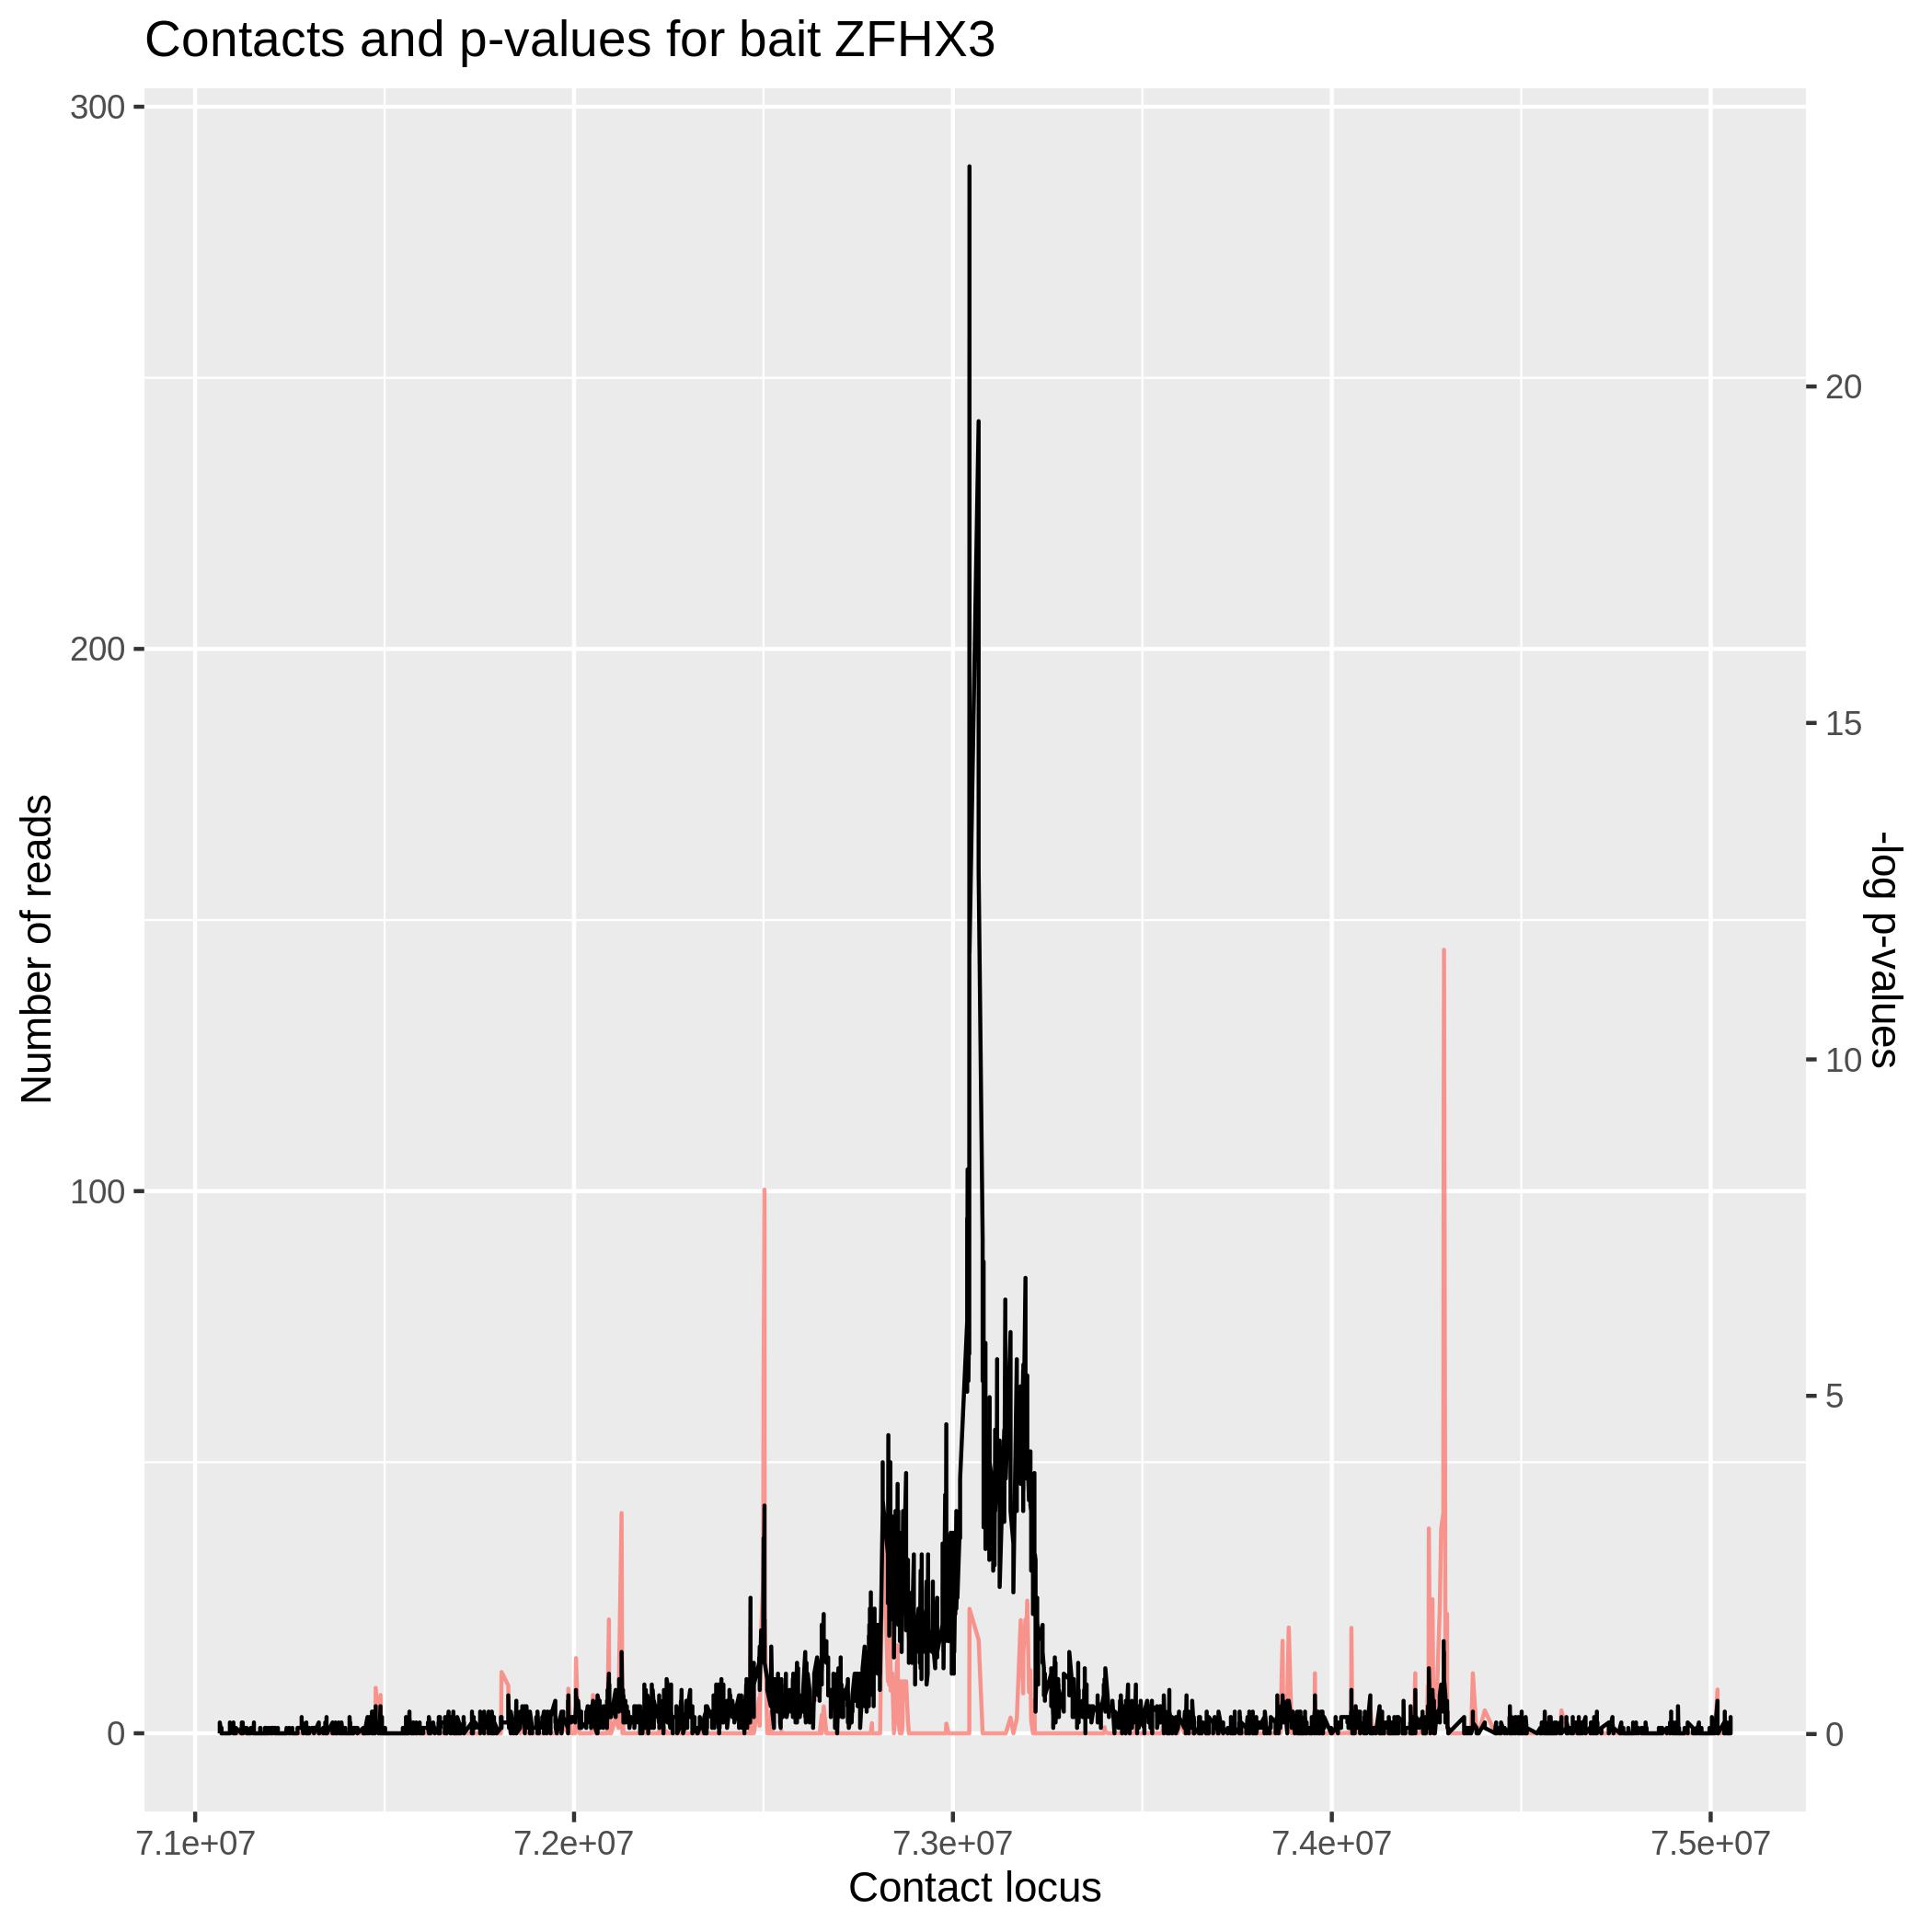 Contacts and p-values for bait ZFHX3
300
200
100
0
Number of reads
20
15
10
5
0
-log p-values
7.1e+07
7.2e+07
7.3e+07
7.4e+07
7.5e+07
Contact locus